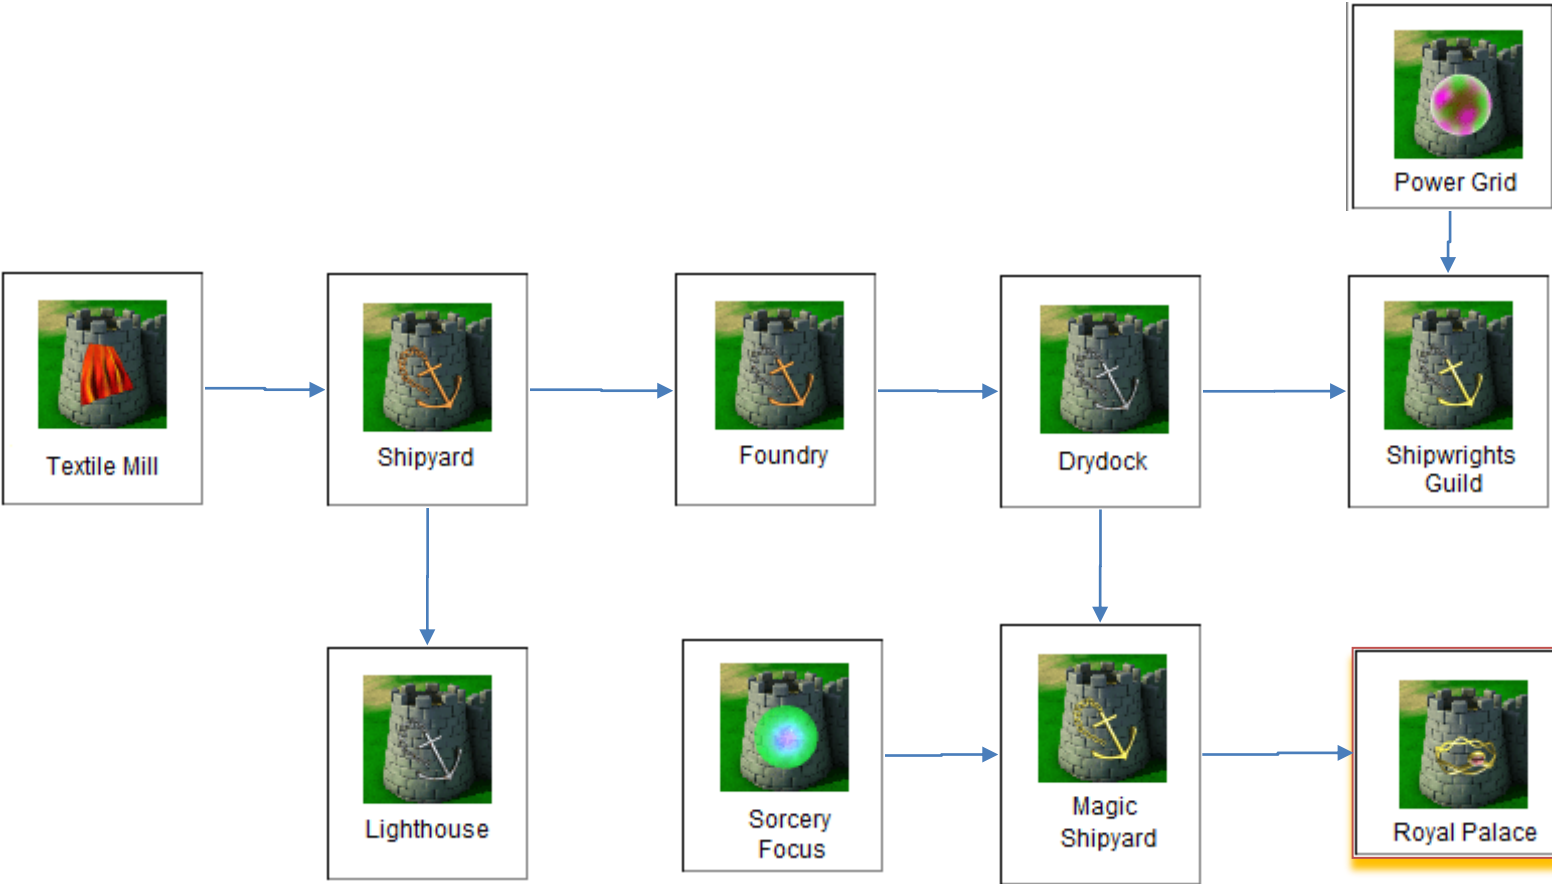 Power Grid
Textile Mill
Shipyard
Foundry
Drydock
Shipwrights
Guild
Lighthouse
Sorcery
Focus
Magic
Shipyard
Royal Palace